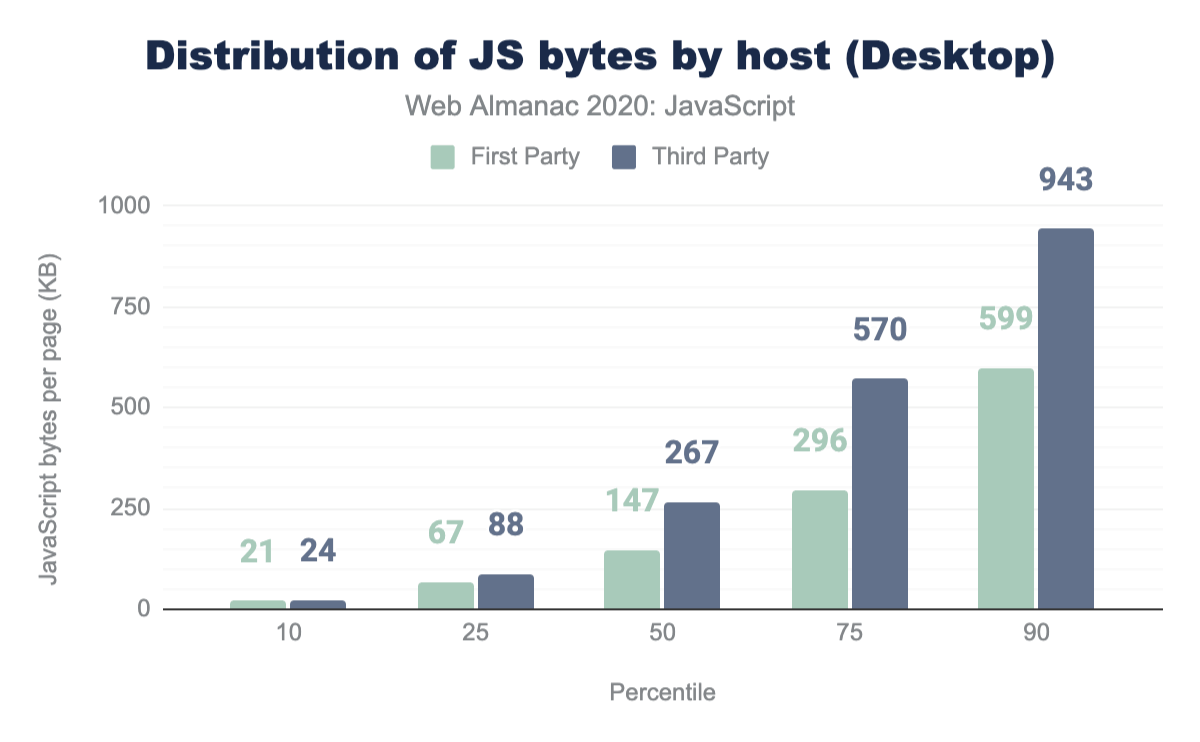 Distribution of JS bytes by host (Desktop)
Web Almanac 2020: JavaScript
First Party Third Party
JavaScript bytes per page (KB)
1000
750
500
250
0
21 24
67 88
147 267
296 570
599 943
10 25 50 75 90
Percentile